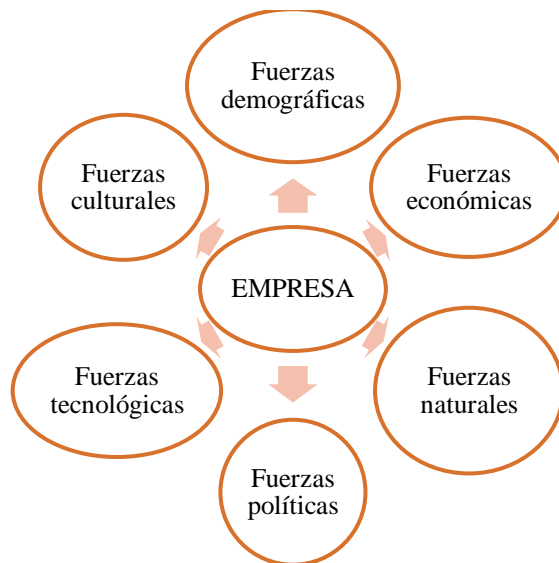 Fuerzas
demográficas
Fuerzas
culturales
Fuerzas
económicas
EMPRESA
Fuerzas
tecnológicas
Fuerzas
naturales
Fuerzas
políticas